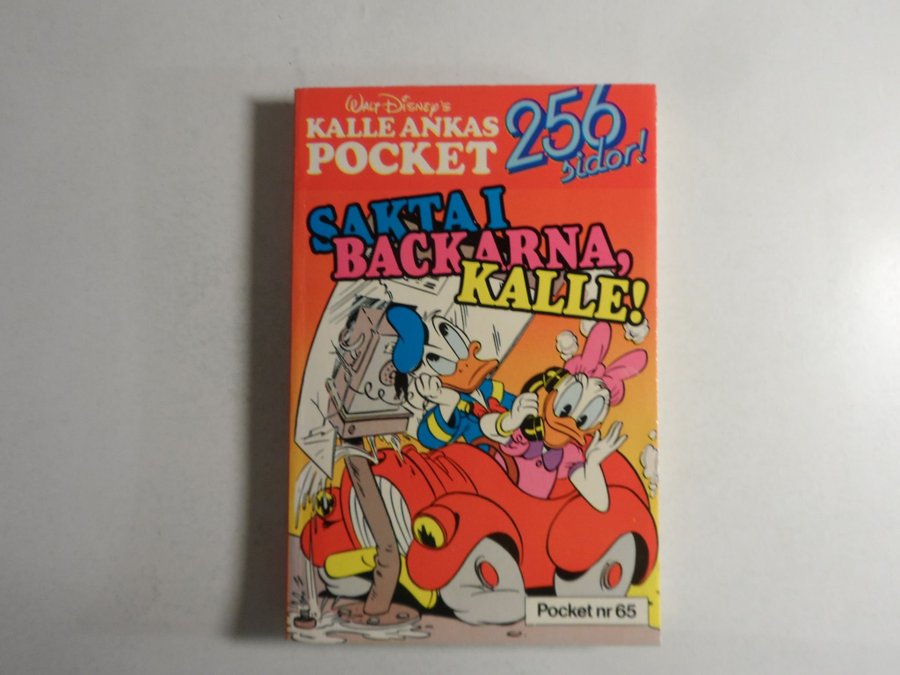 WALT DISNEY'S
KALLE ANKAS
POCKET
256
sidor!
SAKTA I
BACKARNA,
KALLE!
Pocket nr 65